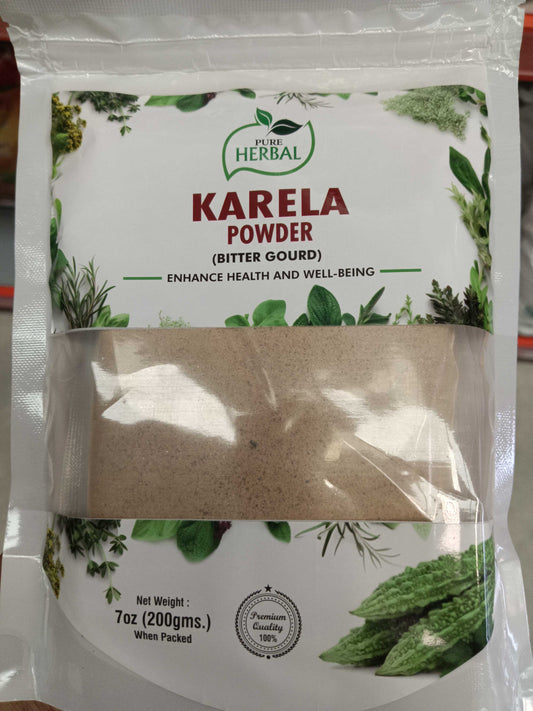 PURE
HERBAL
KARELA
POWDER
(BITTER GOURD)
ENHANCE HEALTH AND WELL-BEING
Net Weight :
7oz (200gms.)
When Packed
Premium
Quality
100%